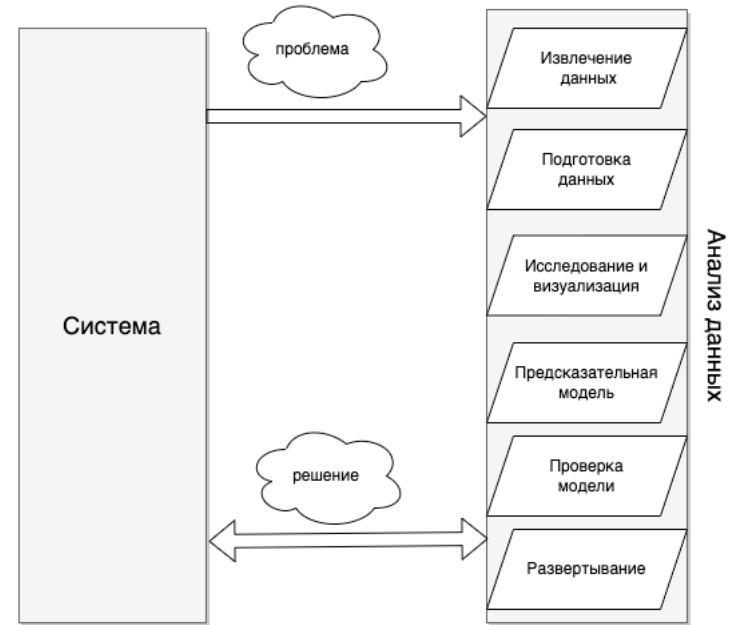 проблема
Извлечение
данных
Подготовка
данных
Исследование и
визуализация
Система
Анализ данных
Предсказательная
модель
решение
Проверка
модели
Развертывание